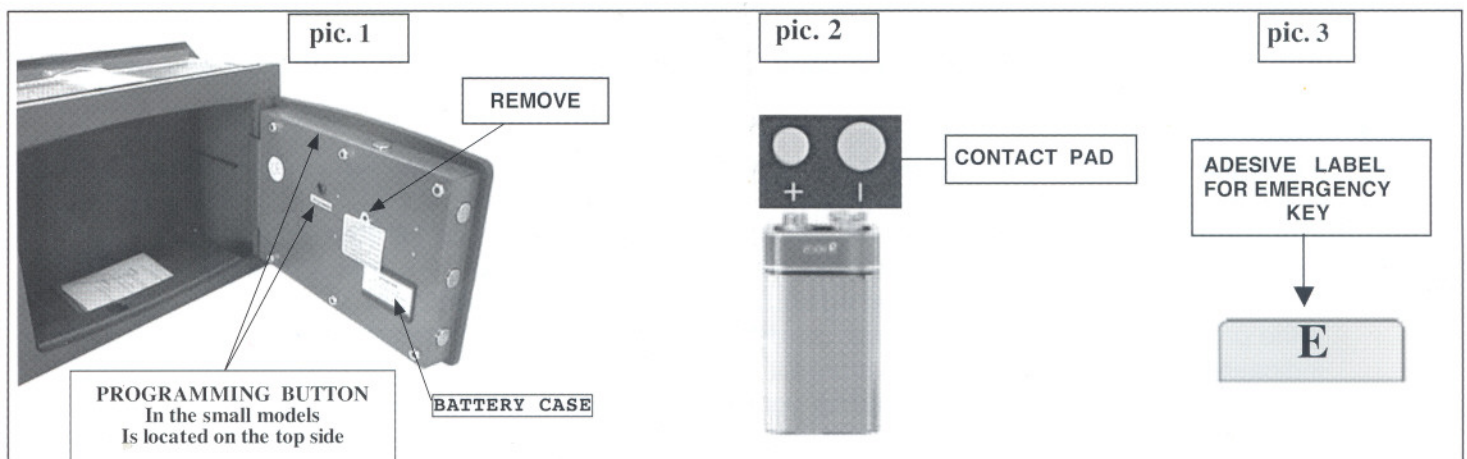 pic. 1
REMOVE
PROGRAMMING BUTTON
In the small models
Is located on the top side
BATTERY CASE
pic. 2
+
CONTACT PAD
pic. 3
ADESIVE LABEL
FOR EMERGENCY
KEY
E